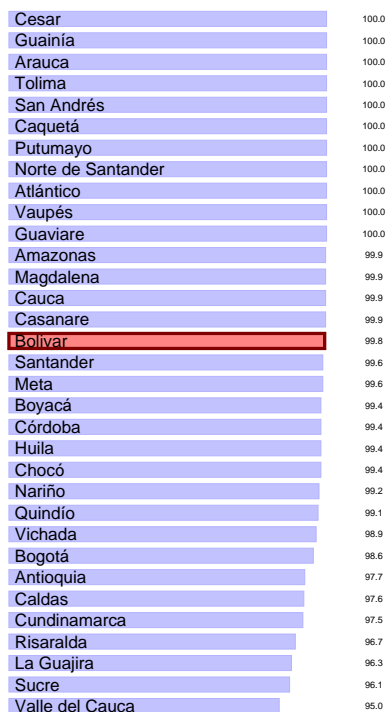 Cesar 100.0
Guainía 100.0
Arauca 100.0
Tolima 100.0
San Andrés 100.0
Caquetá 100.0
Putumayo 100.0
Norte de Santander 100.0
Atlántico 100.0
Vaupés 100.0
Guaviare 100.0
Amazonas 99.9
Magdalena 99.9
Cauca 99.9
Casanare 99.9
Bolivar 99.8
Santander 99.6
Meta 99.6
Boyacá 99.4
Córdoba 99.4
Huila 99.4
Chocó 99.4
Nariño 99.2
Quindío 99.1
Vichada 98.9
Bogotá 98.6
Antioquia 97.7
Caldas 97.6
Cundinamarca 97.5
Risaralda 96.7
La Guajira 96.3
Sucre 96.1
Valle del Cauca 95.0